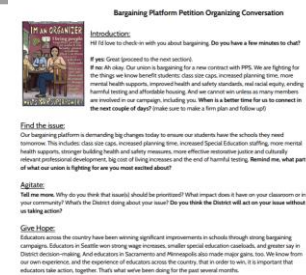 Bargaining Platform Petition Organizing Conversation
I'M AN ORGANIZER
Introduction:
Hi! I'd love to check-in with you about bargaining. Do you have a few minutes to chat?
If yes: Great! (proceed to the next section).
If no: Ah okay. Our union is bargaining for a new contract with PPS. We are fighting for
the things we know benefit students: class size caps, increased planning time, more
mental health supports, improved health and safety standards, real racial equity, ending
harmful testing and affordable housing. And we cannot win unless as many members
are involved in our campaign, including you. When is a better time for us to connect in
the next couple of days? (make sure to make a firm plan and follow up!)
Find the issue:
Our bargaining platform is demanding big changes today to ensure our students have the schools they need
tomorrow. This includes: class size caps, increased planning time, increased Special Education staffing, more mental
health supports, stronger building health and safety measures, more effective restorative justice and culturally
relevant professional development, big cost of living increases and the end of harmful testing. Remind me, what part
of what our union is fighting for are you most excited about?
Agitate:
Tell me more. Why do you think that issue(s) should be prioritized? What impact does it have on your classroom or in
your community? What's the District doing about your issue? Do you think the District will act on your issue without
us taking action?
Give Hope:
Educators across the country have been winning significant improvements in schools through strong bargaining
campaigns. Educators in Seattle won strong wage increases, smaller special education caseloads, and greater say in
District decision-making. And educators in Sacramento and Minneapolis also made major gains, too. We know from
our own experience, and the experience of educators across the country, that in order to win, it is important that
educators take action, together. That's what we've been doing for the past several months.